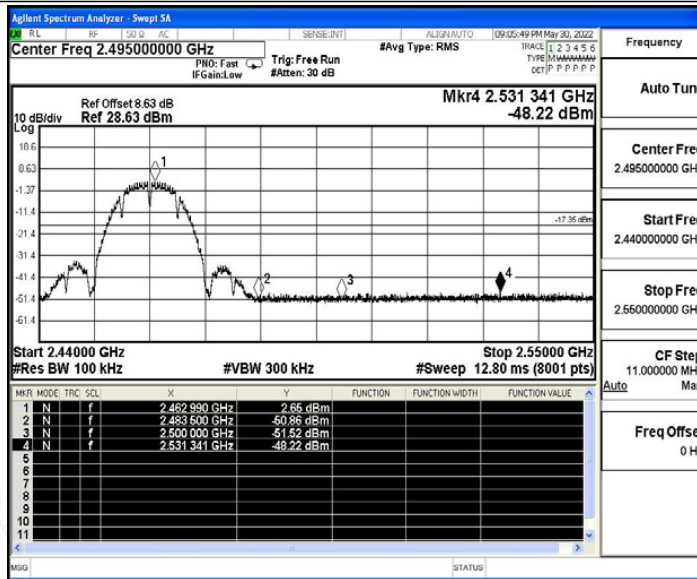 Agilent Spectrum Analyzer - Swept SA
RL RF 50 Ω AC SENSE:INT ALIGN AUTO 09:05:49 PM May 30, 2022
Center Freq 2.495000000 GHz #Avg Type: RMS TRACE 1 2 3 4 5 6
PNO: Fast Trig: Free Run TYPE M WWWWW
IFGain:Low #Atten: 30 dB DET P P P P P P
Frequency
Auto Tun
Ref Offset 8.63 dB Mkr4 2.531 341 GHz
10 dB/div Ref 28.63 dBm -48.22 dBm
Log
18.6
8.63
-1.37
-11.4
-21.4
-31.4
-41.4
-51.4
-61.4
1
2
3
4
-17.35 dBm
Center Fre
2.495000000 GH
Start Fre
2.440000000 GH
Stop Fre
2.550000000 GH
Start 2.44000 GHz Stop 2.55000 GHz
#Res BW 100 kHz #VBW 300 kHz #Sweep 12.80 ms (8001 pts)
CF Step
11.000000 MH
Auto Ma
MKR MODE TRC SCL X Y FUNCTION FUNCTION WIDTH FUNCTION VALUE
1 N f 2.462 990 GHz 2.65 dBm
2 N f 2.483 500 GHz -50.86 dBm
3 N f 2.500 000 GHz -51.52 dBm
4 N f 2.531 341 GHz -48.22 dBm
5
6
7
8
9
10
11
Freq Offse
0 H
MSG STATUS